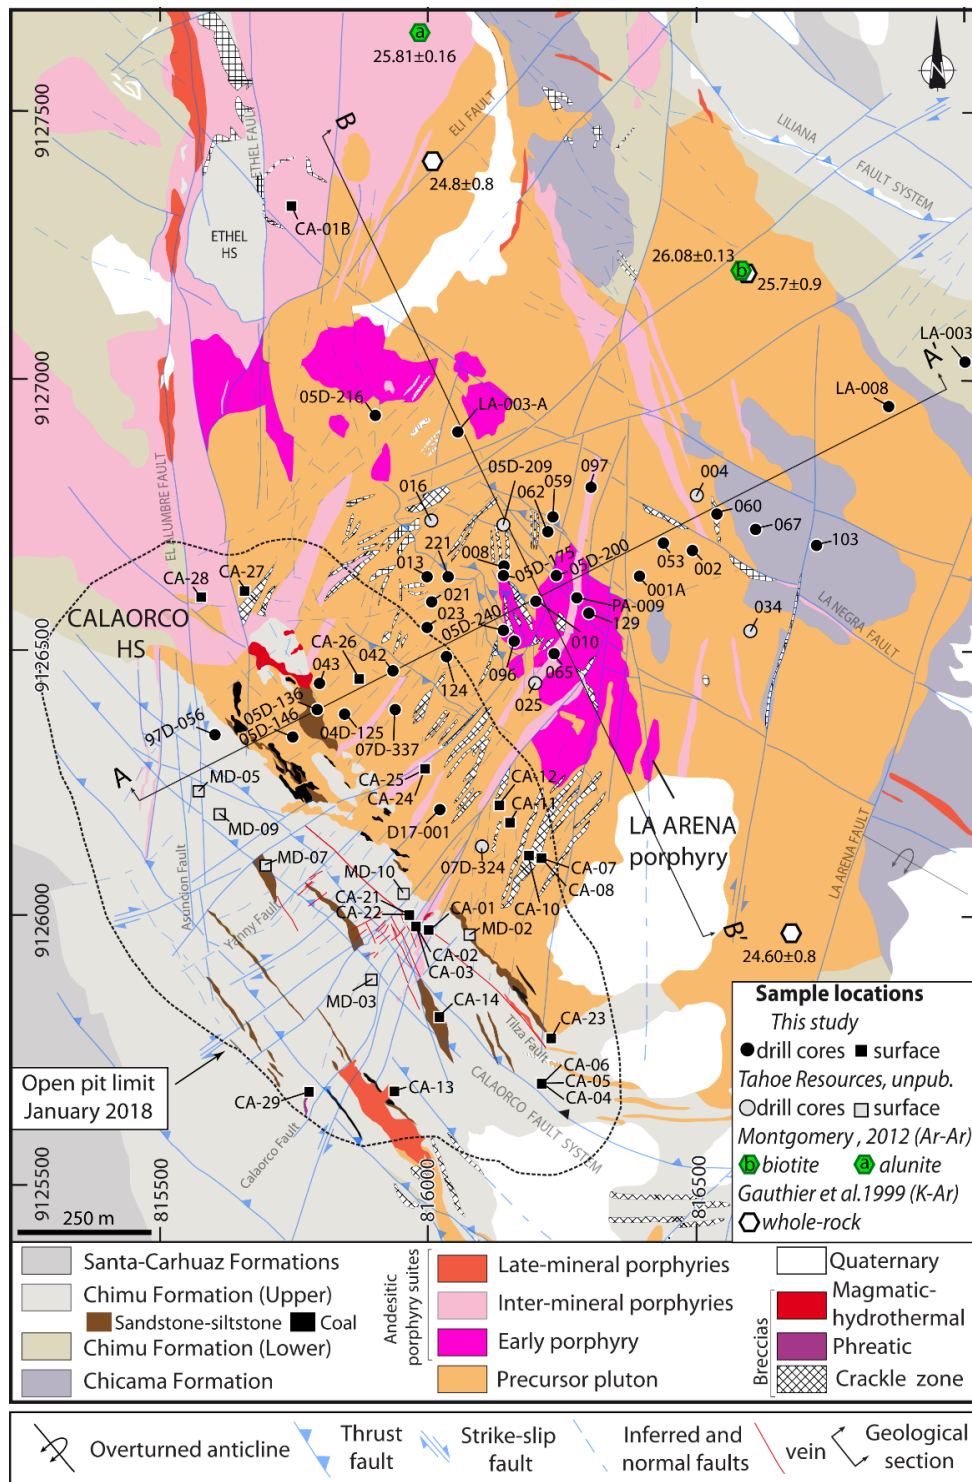 a
25.81±0.16
9127500
B
ELI FAULT
ETHEL FAULT
LILIANA
FAULT SYSTEM
24.8±0.8
CA-01B
ETHEL
HS
26.08±0.13
b
25.7±0.9
LA-003
A'
9127000
05D-216
LA-003-A
LA-008
EL ALUMBRE FAULT
016
05D-209
062
059
097
004
060
067
103
221
008
05D-175
05D-200
053
002
013
001A
CA-28
CA-27
021
023
05D-240
PA-009
129
034
LA NEGRA FAULT
CALAORCO
HS
9126500
CA-26
043
042
010
096
065
124
025
05D-136
05D-146
97D-056
04D-125
07D-337
A
MD-05
CA-25
CA-24
CA-12
CA-11
MD-09
D17-001
LA ARENA
porphyry
LA ARENA FAULT
MD-07
MD-10
07D-324
CA-07
CA-08
CA-10
Asuncion Fault
Yanny Fault
CA-21
CA-22
CA-01
MD-02
9126000
B'
24.60±0.8
CA-02
CA-03
MD-03
CA-14
CA-23
Tilza Fault
CA-06
CA-05
CA-04
Open pit limit
January 2018
CA-29
CA-13
CALAORCO FAULT SYSTEM
Calaorco Fault
9125500
815500
816000
816500
250 m
Sample locations
This study
drill cores surface
Tahoe Resources, unpub.
drill cores surface
Montgomery , 2012 (Ar-Ar)
b biotite a alunite
Gauthier et al.1999 (K-Ar)
whole-rock
Santa-Carhuaz Formations
Chimu Formation (Upper)
Sandstone-siltstone Coal
Chimu Formation (Lower)
Chicama Formation
Andesitic
porphyry suites
Late-mineral porphyries
Inter-mineral porphyries
Early porphyry
Precursor pluton
Quaternary
Breccias
Magmatic-
hydrothermal
Phreatic
Crackle zone
Overturned anticline
Thrust
fault
Strike-slip
fault
Inferred and
normal faults
vein
Geological
section